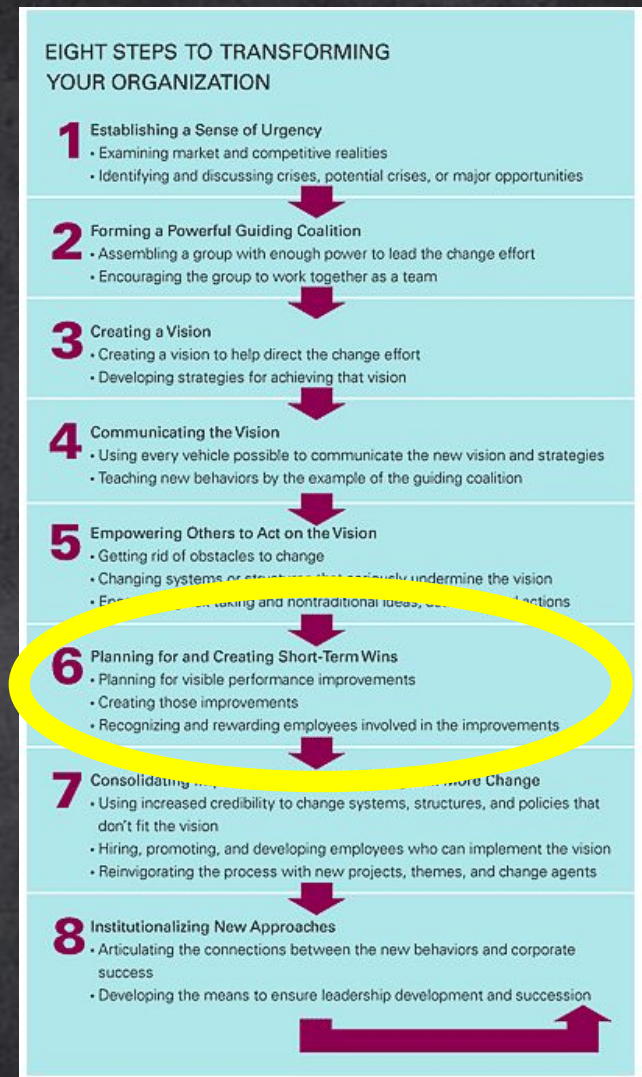 EIGHT STEPS TO TRANSFORMING
YOUR ORGANIZATION
1 Establishing a Sense of Urgency
• Examining market and competitive realities
• Identifying and discussing crises, potential crises, or major opportunities
2 Forming a Powerful Guiding Coalition
• Assembling a group with enough power to lead the change effort
• Encouraging the group to work together as a team
3 Creating a Vision
• Creating a vision to help direct the change effort
• Developing strategies for achieving that vision
4 Communicating the Vision
• Using every vehicle possible to communicate the new vision and strategies
• Teaching new behaviors by the example of the guiding coalition
5 Empowering Others to Act on the Vision
• Getting rid of obstacles to change
• Changing systems or structures that seriously undermine the vision
• taking and nontraditional ideas, actions
6 Planning for and Creating Short-Term Wins
• Planning for visible performance improvements
• Creating those improvements
• Recognizing and rewarding employees involved in the improvements
7 Consolidating More Change
• Using increased credibility to change systems, structures, and policies that
don't fit the vision
• Hiring, promoting, and developing employees who can implement the vision
• Reinvigorating the process with new projects, themes, and change agents
8 Institutionalizing New Approaches
• Articulating the connections between the new behaviors and corporate
success
• Developing the means to ensure leadership development and succession